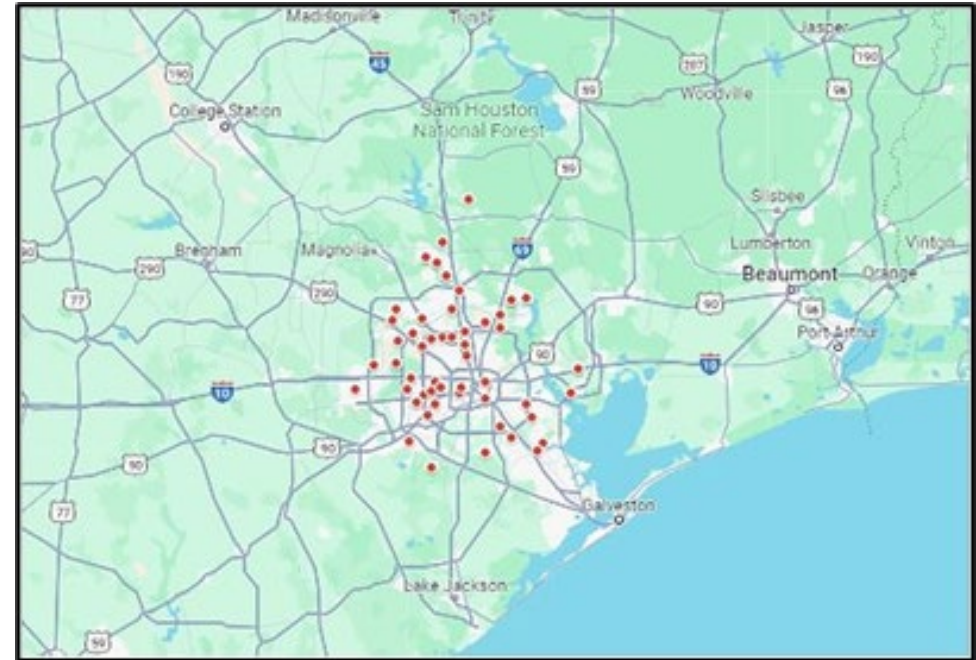 Madisonville
Trinity
Jasper
45
190
190
287
59
Woodville
96
College Station
Sam Houston
National Forest
59
Silsbee
Brenham
Magnolia
69
Lumberton
Vinton
290
Beaumont
Orange
77
290
90
96
Port Arthur
90
10
10
90
90
77
Galveston
Lake Jackson
59